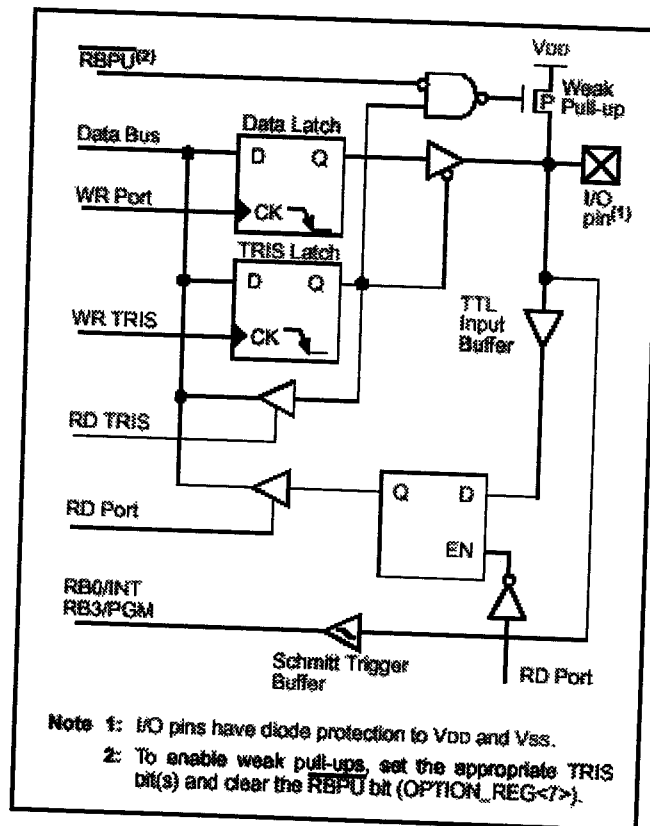 VDD
RBPU(2)
Weak
Pull-up
P
Data Latch
Data Bus
D Q
I/O
pin(1)
WR Port
CK
TRIS Latch
D Q
TTL
Input
Buffer
WR TRIS
CK
RD TRIS
Q D
RD Port
EN
RB0/INT
RB3/PGM
Schmitt Trigger
Buffer
RD Port
Note 1: I/O pins have diode protection to VDD and VSS.
2: To enable weak pull-ups, set the appropriate TRIS
bit(s) and clear the RBPU bit (OPTION_REG<7>).